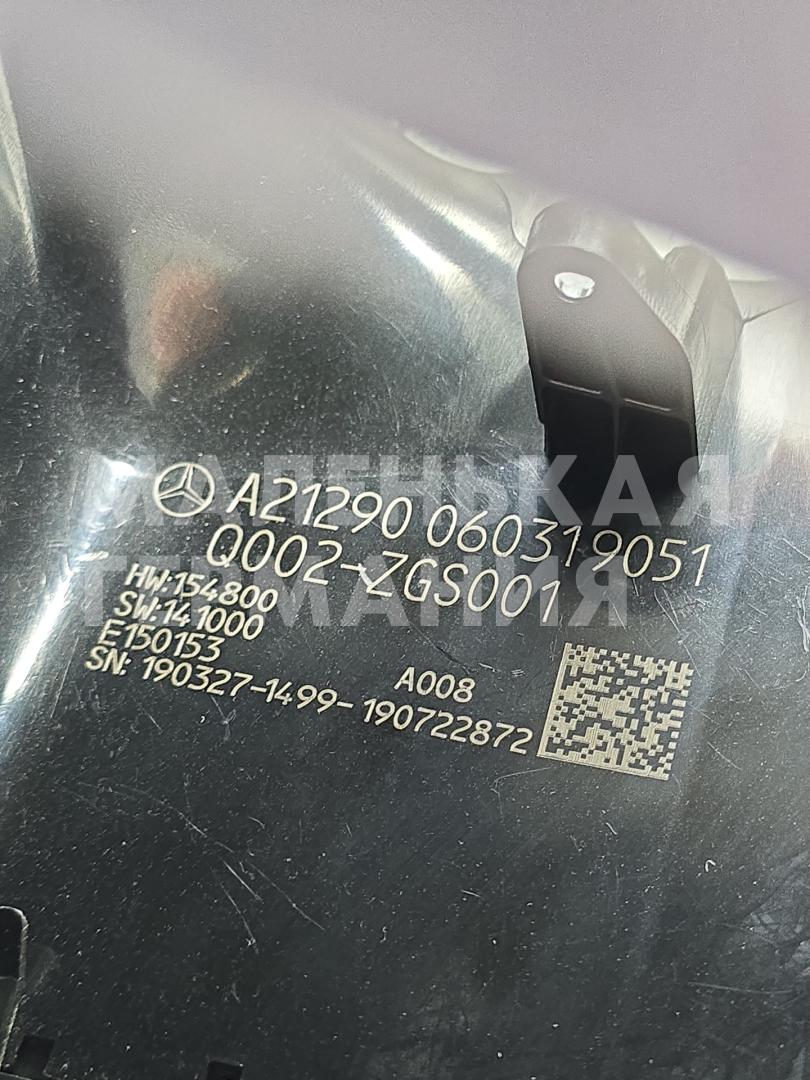 A21290 060319051
Q002-ZGS001
HW:154800
SW:141000
E150153
A008
SN: 190327-1499-190722872
МАЛЕНЬКАЯ
ГЕРМАНИЯ